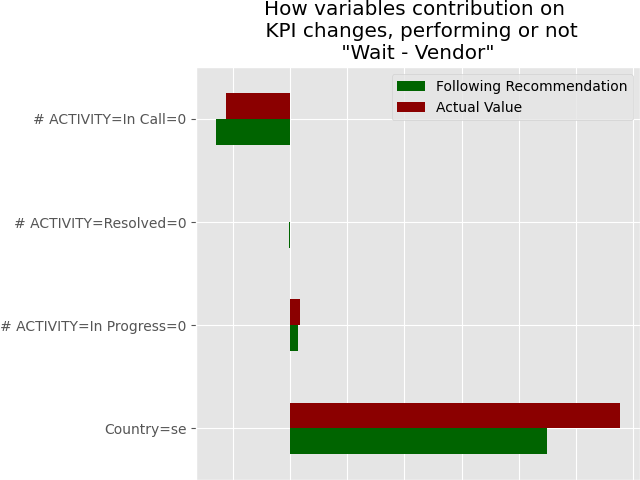 How variables contribution on
KPI changes, performing or not
"Wait - Vendor"
Following Recommendation
Actual Value
# ACTIVITY=In Call=0
# ACTIVITY=Resolved=0
# ACTIVITY=In Progress=0
Country=se